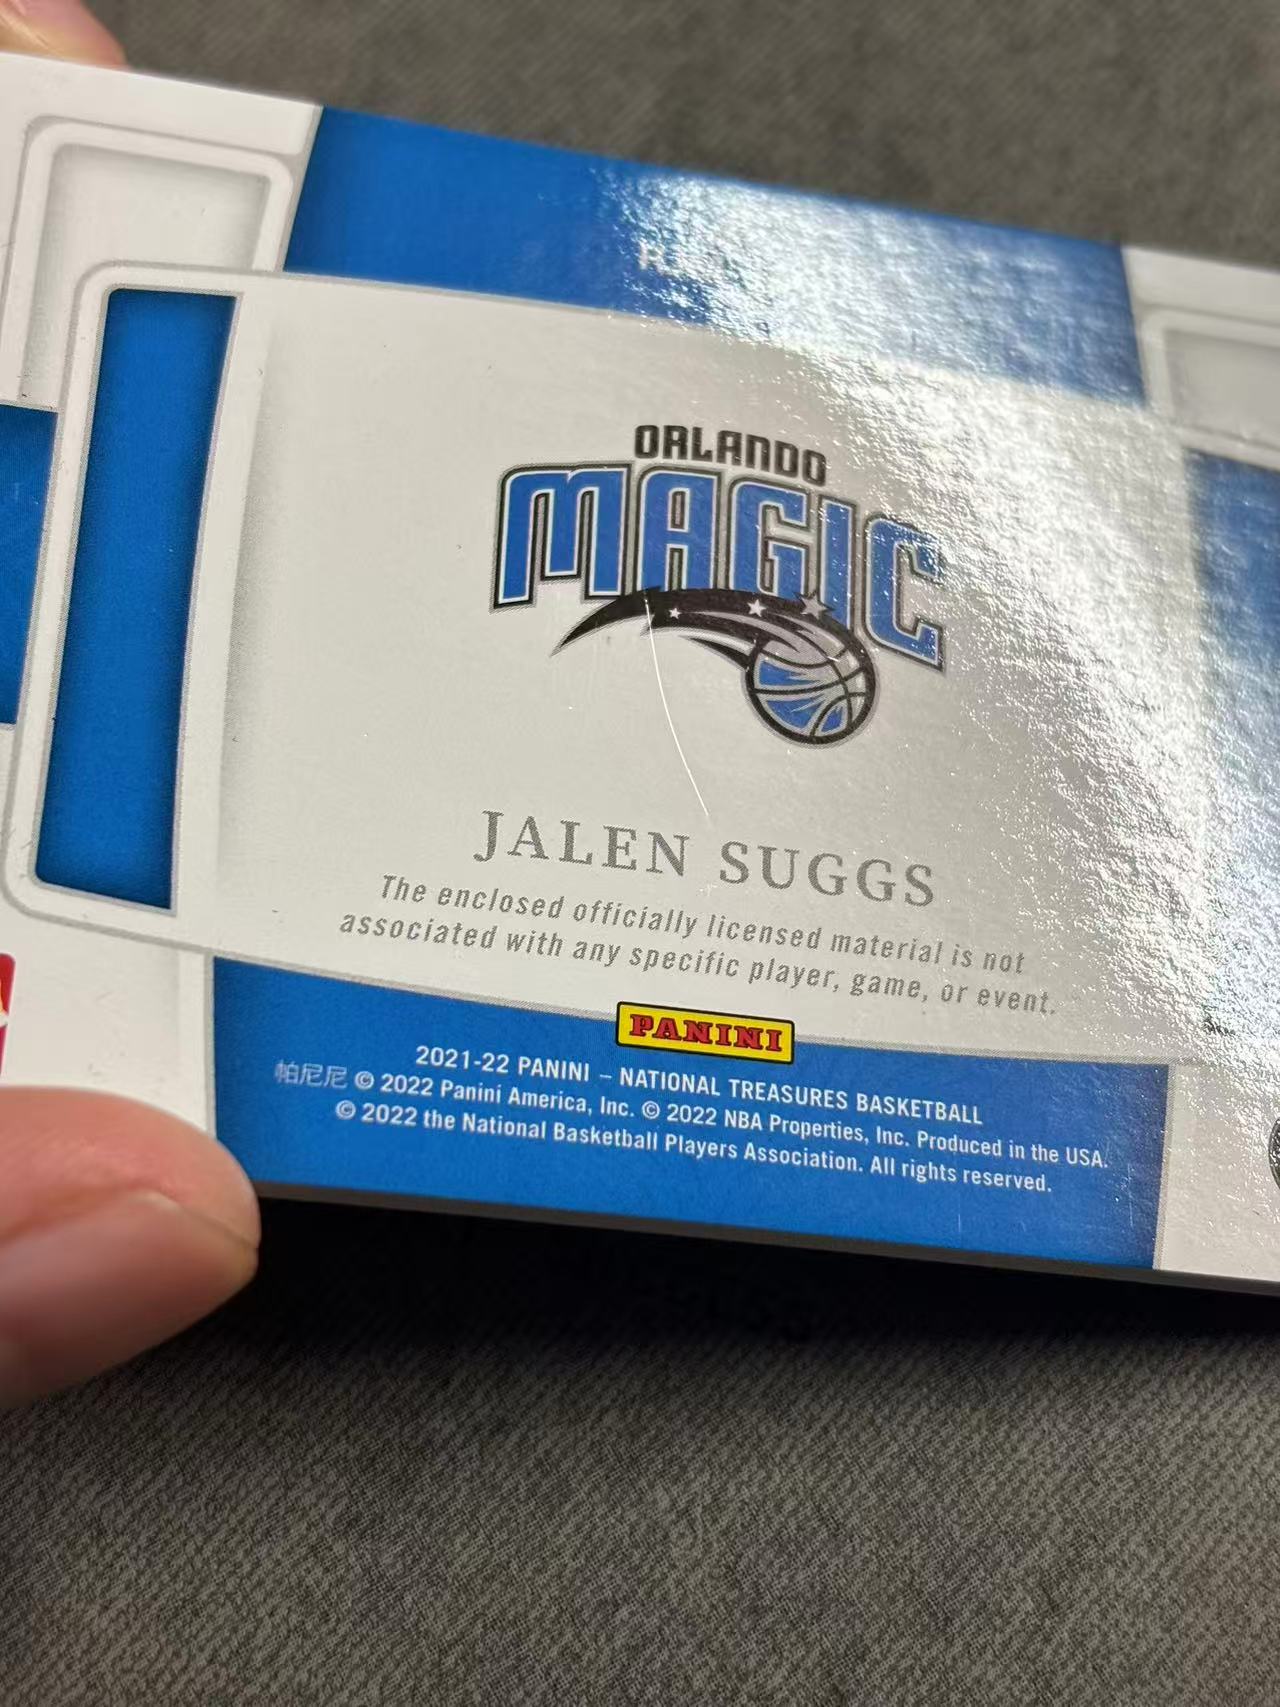 ORLANDO
MAGIC
JALEN SUGGS
The enclosed officially licensed material is not
associated with any specific player, game, or event.
PANINI
2021-22 PANINI – NATIONAL TREASURES BASKETBALL
帕尼尼 © 2022 Panini America, Inc. © 2022 NBA Properties, Inc. Produced in the USA.
© 2022 the National Basketball Players Association. All rights reserved.